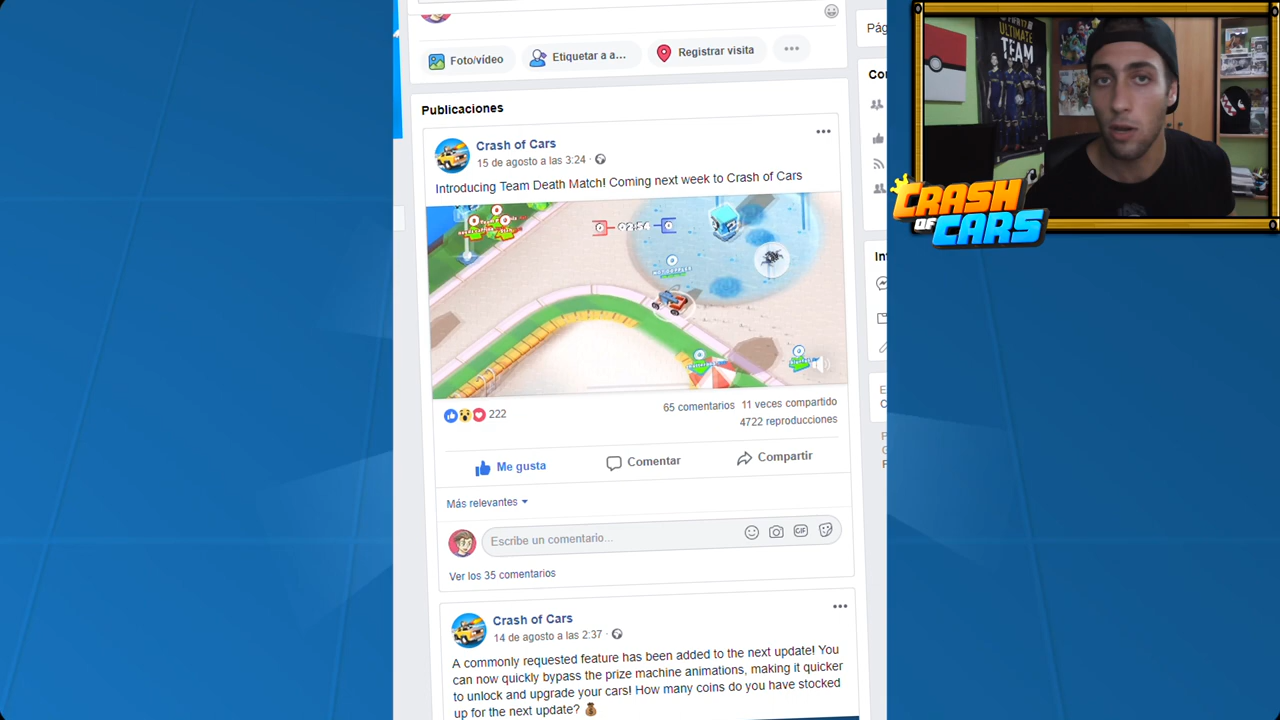 Foto/vídeo
Etiquetar a a...
Registrar visita
Pág
Publicaciones
Co
Crash of Cars
15 de agosto a las 3:24
Introducing Team Death Match! Coming next week to Crash of Cars
02:54
222
65 comentarios 11 veces compartido
4722 reproducciones
Me gusta
Comentar
Compartir
Más relevantes
Escribe un comentario...
GIF
Ver los 35 comentarios
Crash of Cars
14 de agosto a las 2:37
A commonly requested feature has been added to the next update! You
can now quickly bypass the prize machine animations, making it quicker
to unlock and upgrade your cars! How many coins do you have stocked
up for the next update?
ULTIMATE
TEAM
CRASH
OF
CARS